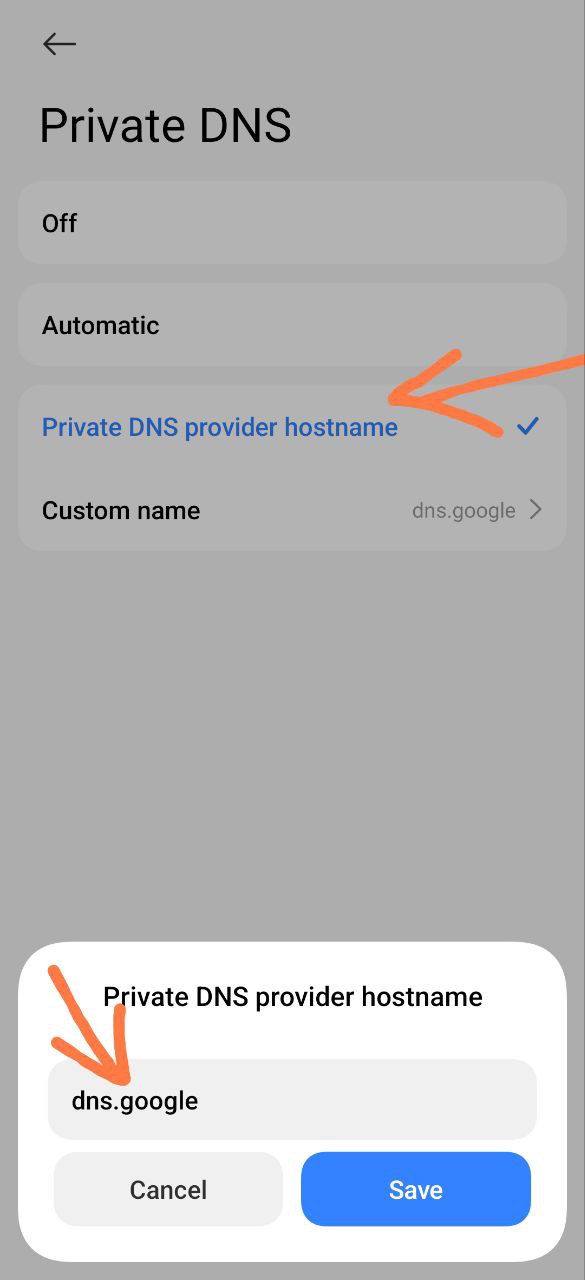 Private DNS
Off
Automatic
Private DNS provider hostname
Custom name dns.google
Private DNS provider hostname
dns.google
Cancel Save